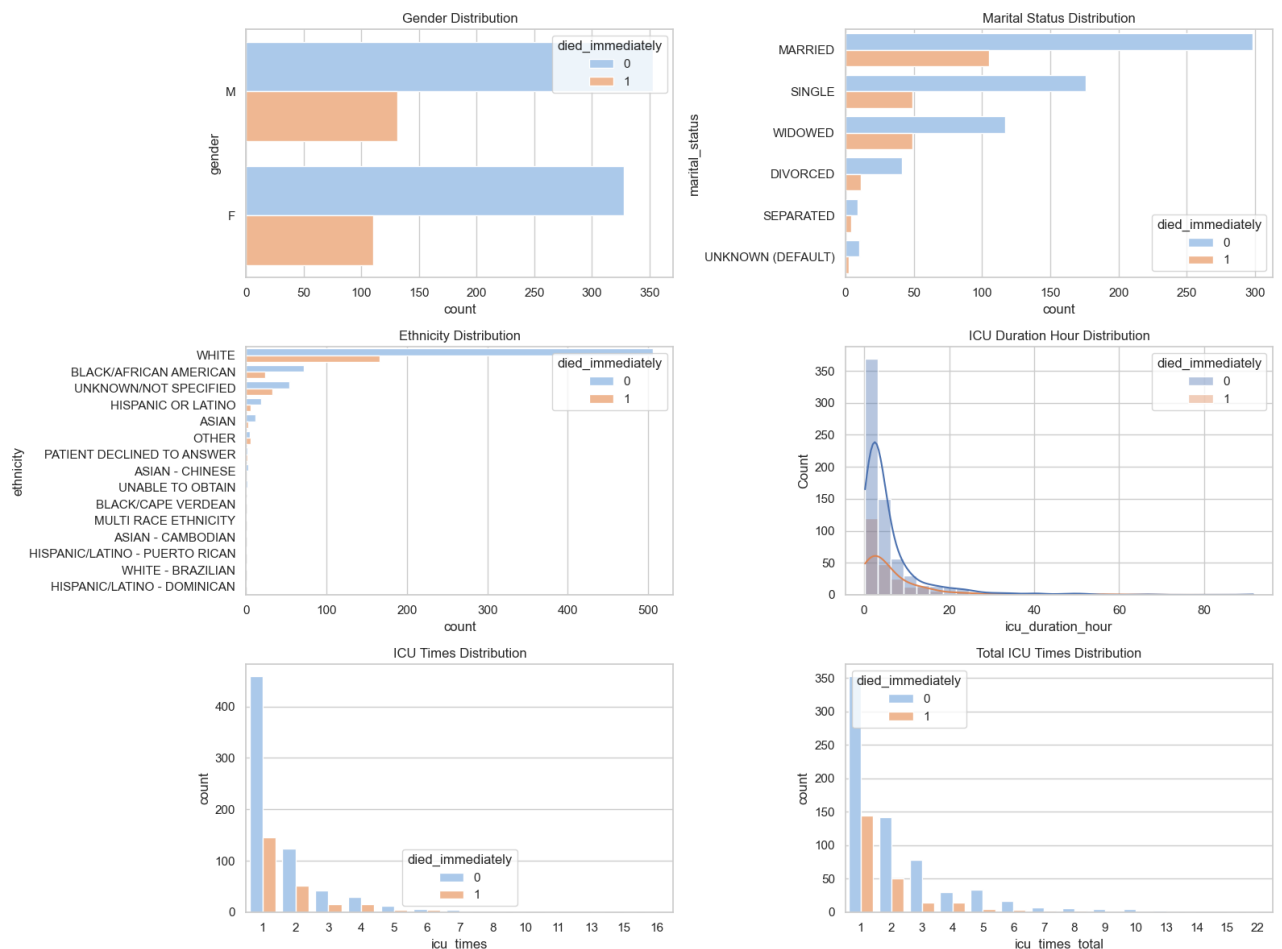 Gender Distribution
died_immediately
0
1
M
F
gender
0 50 100 150 200 250 300 350
count
Marital Status Distribution
MARRIED
SINGLE
WIDOWED
DIVORCED
SEPARATED
UNKNOWN (DEFAULT)
marital_status
died_immediately
0
1
0 50 100 150 200 250 300
count
Ethnicity Distribution
died_immediately
0
1
WHITE
BLACK/AFRICAN AMERICAN
UNKNOWN/NOT SPECIFIED
HISPANIC OR LATINO
ASIAN
OTHER
PATIENT DECLINED TO ANSWER
ASIAN - CHINESE
UNABLE TO OBTAIN
BLACK/CAPE VERDEAN
MULTI RACE ETHNICITY
ASIAN - CAMBODIAN
HISPANIC/LATINO - PUERTO RICAN
WHITE - BRAZILIAN
HISPANIC/LATINO - DOMINICAN
ethnicity
0 100 200 300 400 500
count
ICU Duration Hour Distribution
died_immediately
0
1
350
300
250
200
150
100
50
0
Count
0 20 40 60 80
icu_duration_hour
ICU Times Distribution
400
300
200
100
0
count
died_immediately
0
1
1 2 3 4 5 6 7 8 10 11 13 15 16
icu_times
Total ICU Times Distribution
died_immediately
0
1
350
300
250
200
150
100
50
0
count
1 2 3 4 5 6 7 8 9 10 13 14 15 22
icu_times_total